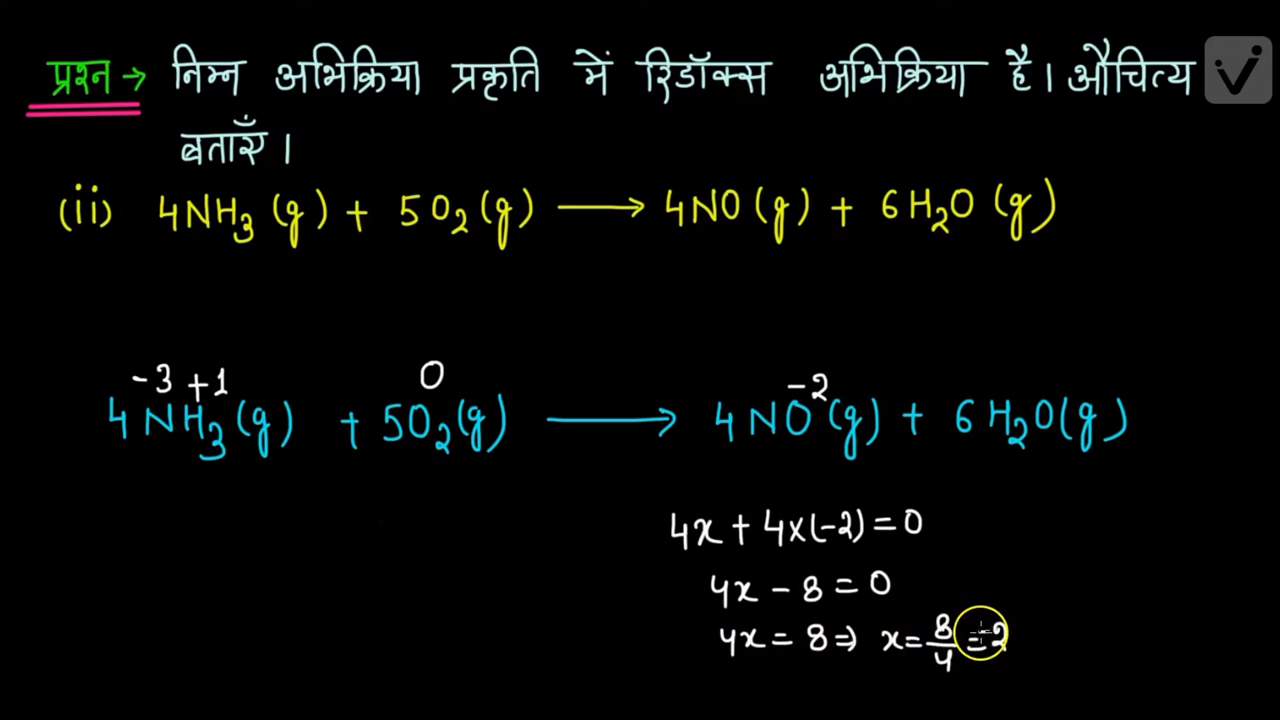 प्रश्न → निम्न अभिक्रिया प्रकृति में रिडॉक्स अभिक्रिया है। औचित्य
बताएँ।
(ii) 4NH₃(g) + 5O₂(g) ⟶ 4NO(g) + 6H₂O(g)
-3 +1 0 -2
4NH₃(g) + 5O₂(g) ⟶ 4NO(g) + 6H₂O(g)
4x + 4x(-2) = 0
4x - 8 = 0
4x = 8 ⇒ x = 8/4 = 2